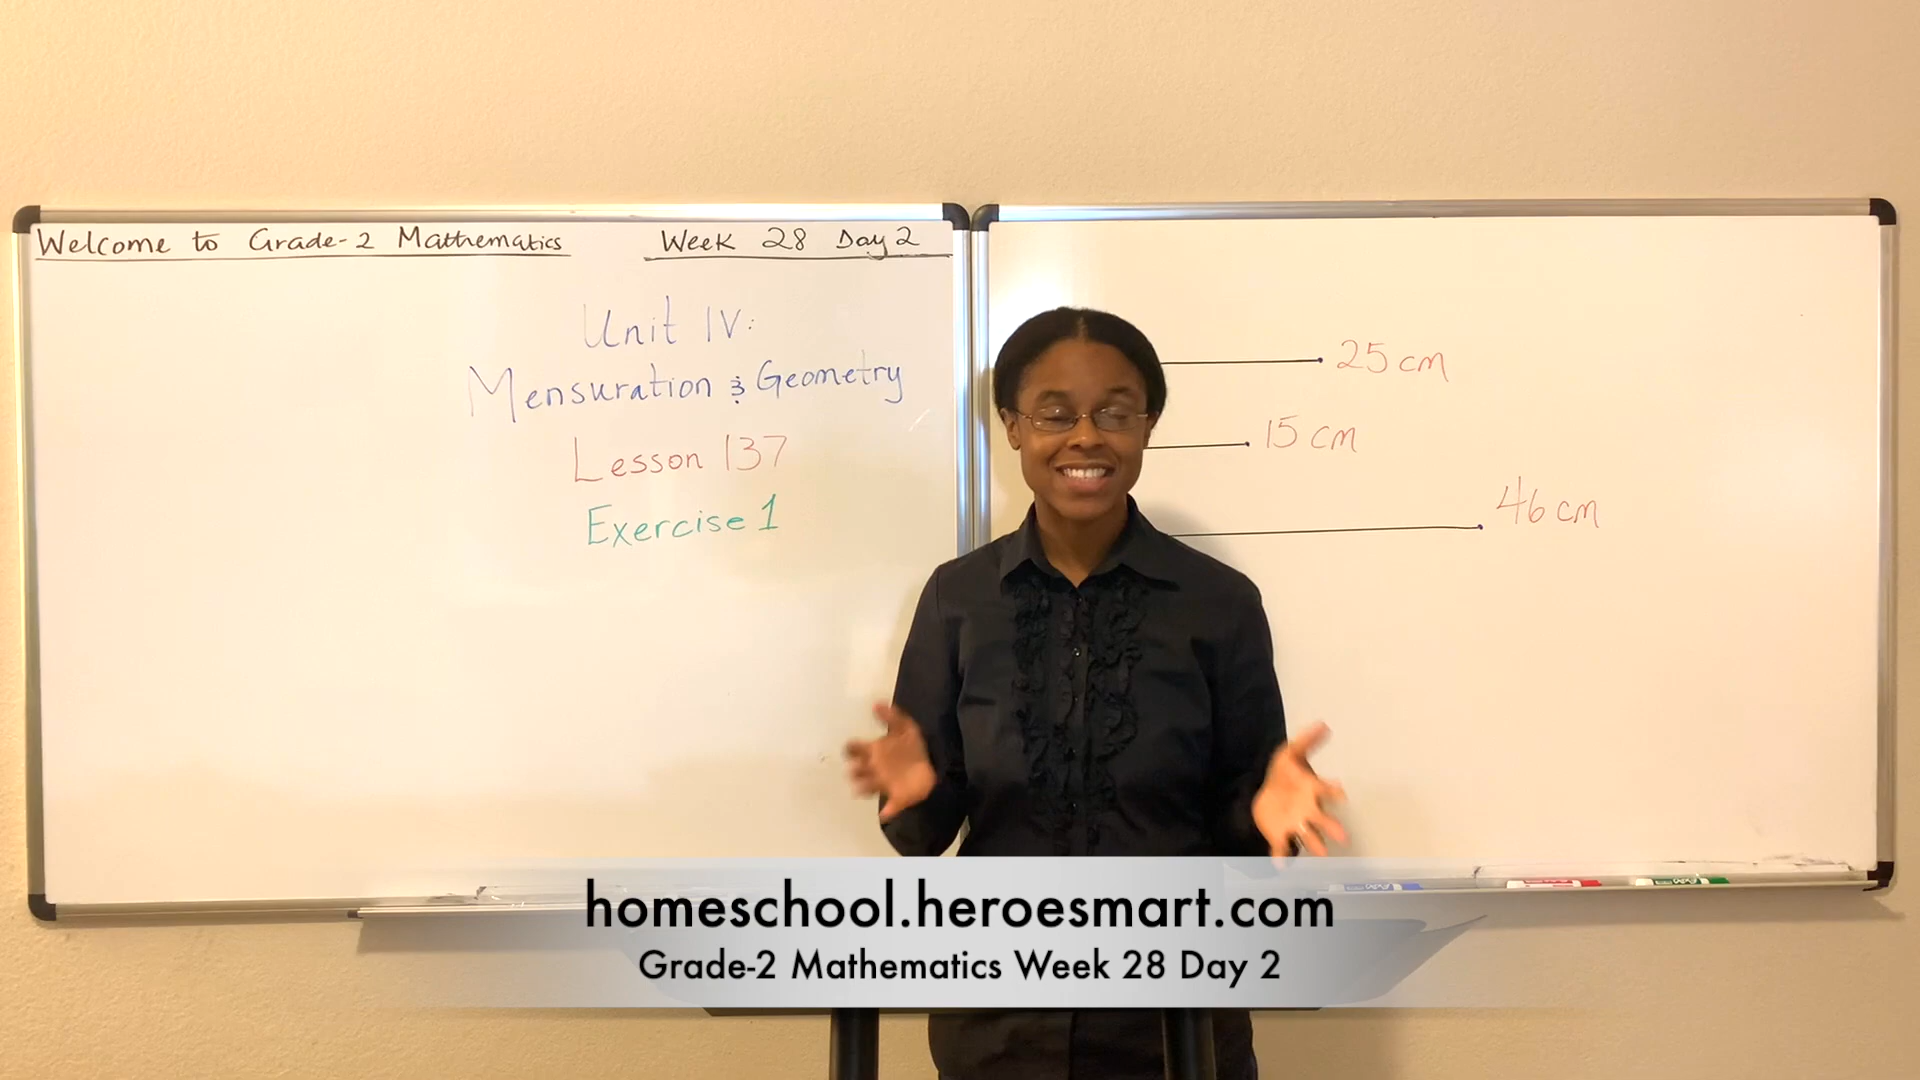 Welcome to Grade-2 Mathematics Week 28 Day 2
Unit IV:
Mensuration & Geometry
Lesson 137
Exercise 1
25 cm
15 cm
46 cm
homeschool.heroesmart.com
Grade-2 Mathematics Week 28 Day 2